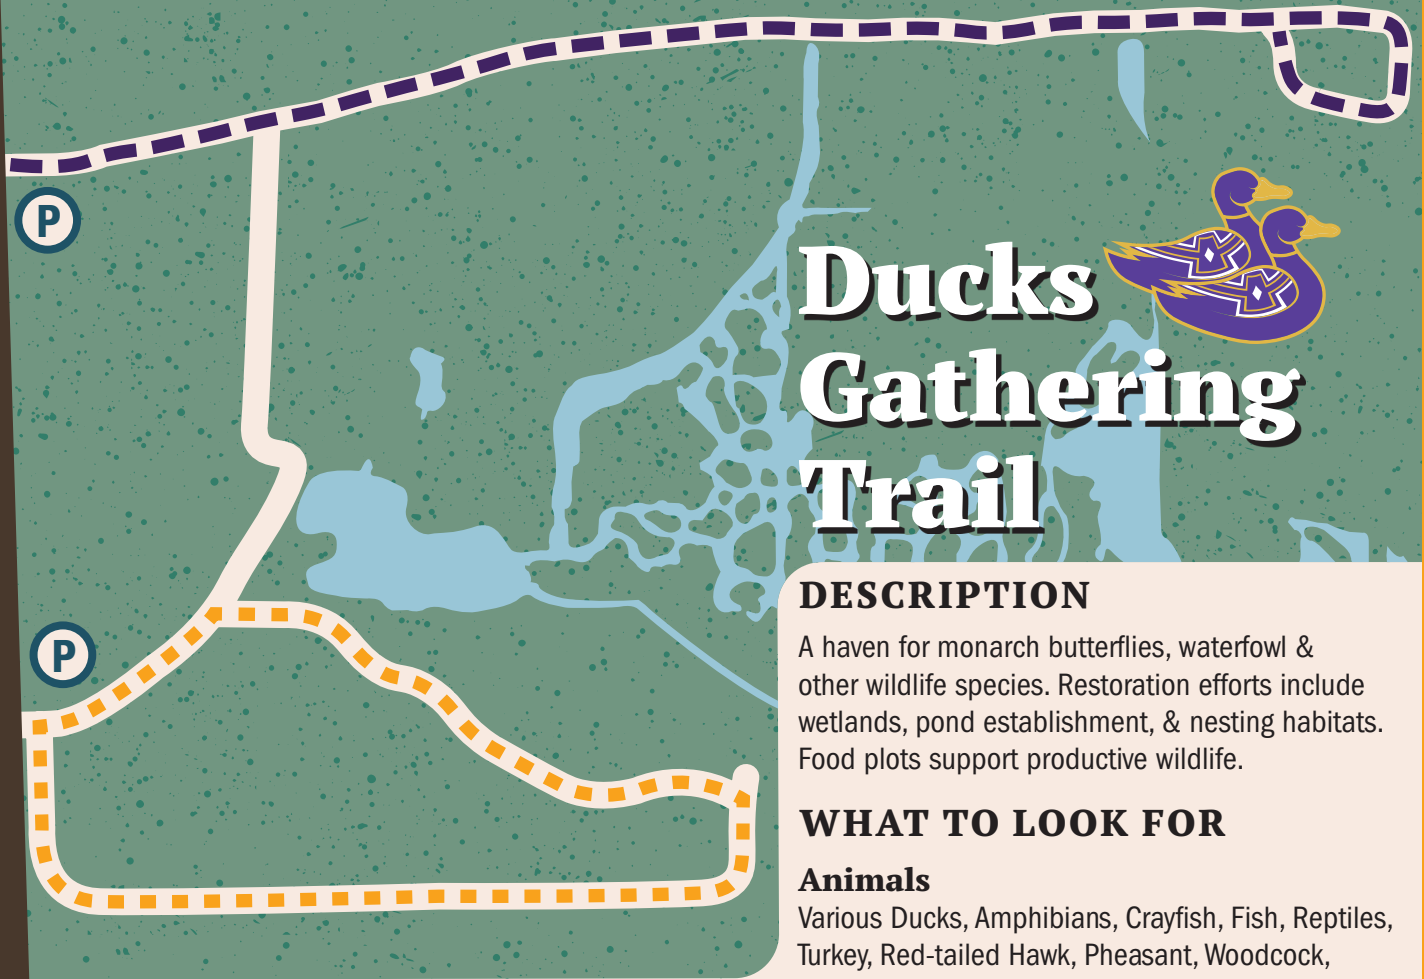 P
P
Ducks
Gathering
Trail
DESCRIPTION
A haven for monarch butterflies, waterfowl &
other wildlife species. Restoration efforts include
wetlands, pond establishment, & nesting habitats.
Food plots support productive wildlife.
WHAT TO LOOK FOR
Animals
Various Ducks, Amphibians, Crayfish, Fish, Reptiles,
Turkey, Red-tailed Hawk, Pheasant, Woodcock,